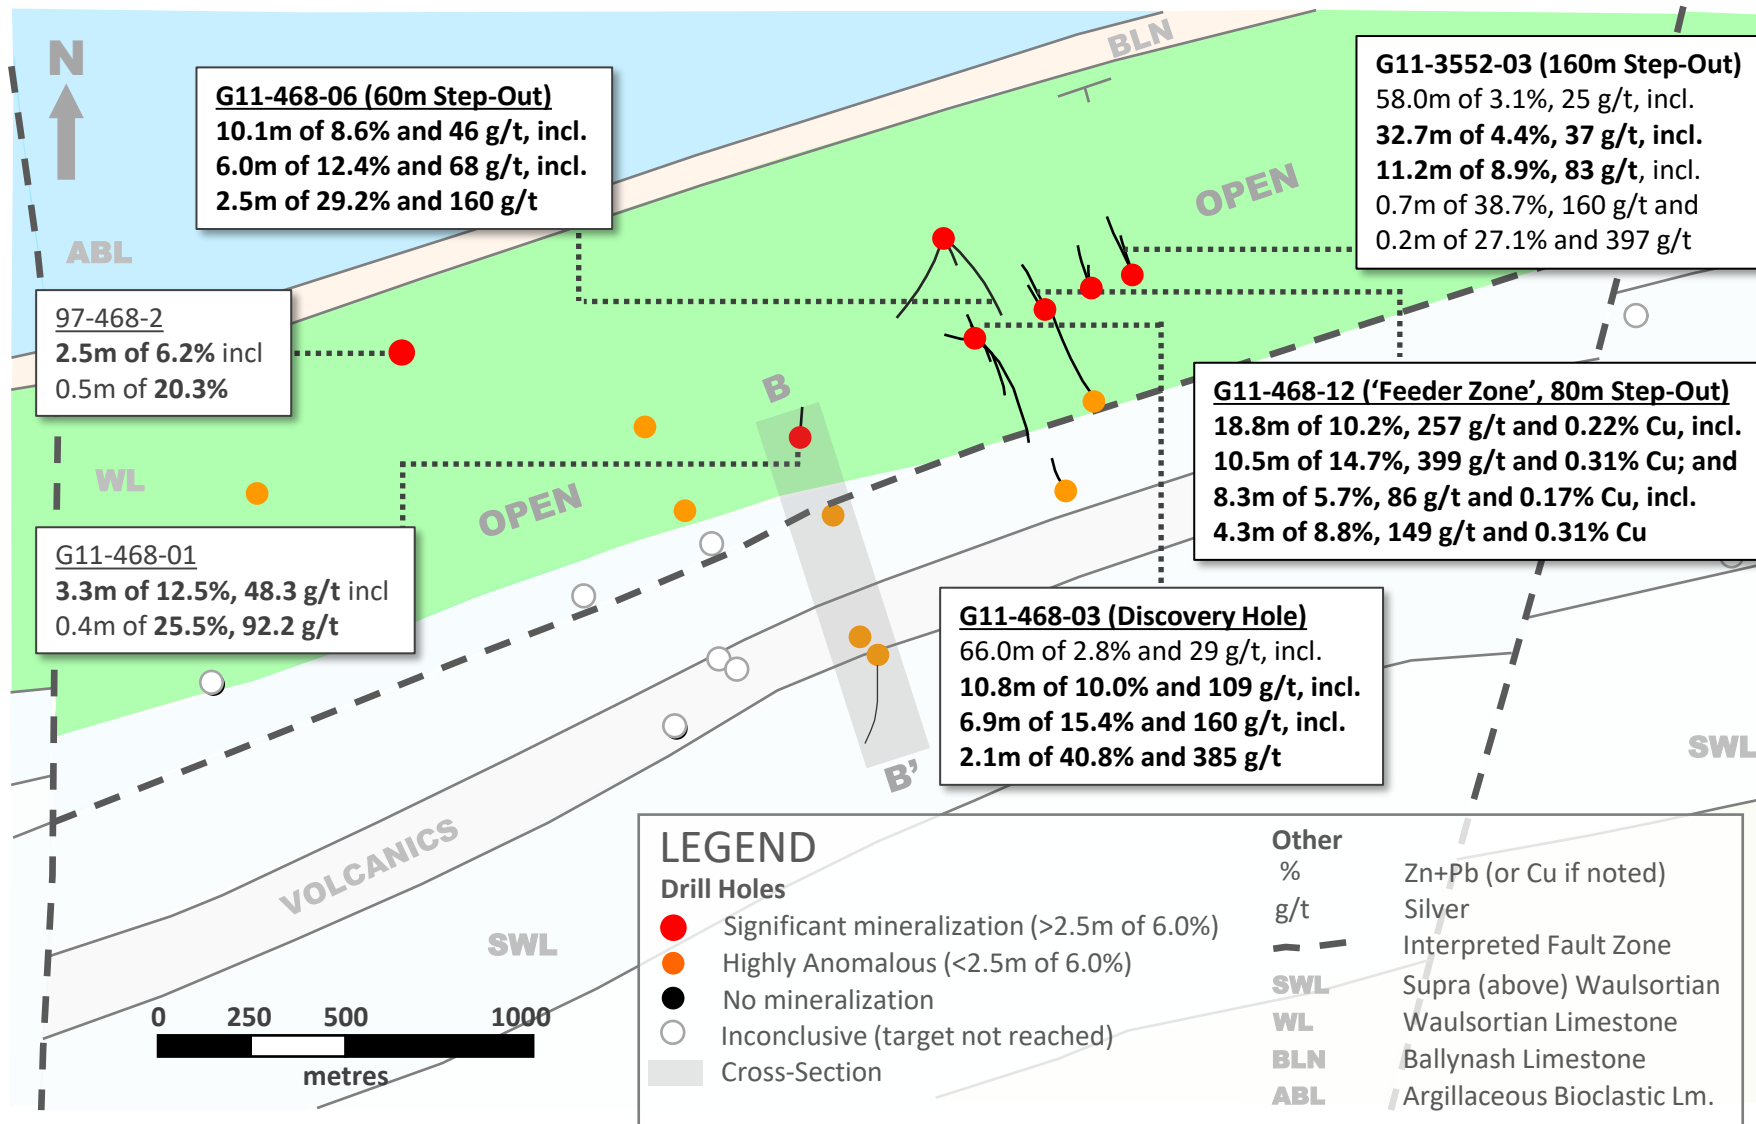 N
BLN
G11-468-06 (60m Step-Out)
10.1m of 8.6% and 46 g/t, incl.
6.0m of 12.4% and 68 g/t, incl.
2.5m of 29.2% and 160 g/t
G11-3552-03 (160m Step-Out)
58.0m of 3.1%, 25 g/t, incl.
32.7m of 4.4%, 37 g/t, incl.
11.2m of 8.9%, 83 g/t, incl.
0.7m of 38.7%, 160 g/t and
0.2m of 27.1% and 397 g/t
OPEN
ABL
97-468-2
2.5m of 6.2% incl
0.5m of 20.3%
B
G11-468-12 (‘Feeder Zone’, 80m Step-Out)
18.8m of 10.2%, 257 g/t and 0.22% Cu, incl.
10.5m of 14.7%, 399 g/t and 0.31% Cu; and
8.3m of 5.7%, 86 g/t and 0.17% Cu, incl.
4.3m of 8.8%, 149 g/t and 0.31% Cu
WL
OPEN
G11-468-01
3.3m of 12.5%, 48.3 g/t incl
0.4m of 25.5%, 92.2 g/t
G11-468-03 (Discovery Hole)
66.0m of 2.8% and 29 g/t, incl.
10.8m of 10.0% and 109 g/t, incl.
6.9m of 15.4% and 160 g/t, incl.
2.1m of 40.8% and 385 g/t
B’
SWL
VOLCANICS
SWL
0 250 500 1000
metres
LEGEND
Drill Holes
Significant mineralization (>2.5m of 6.0%)
Highly Anomalous (<2.5m of 6.0%)
No mineralization
Inconclusive (target not reached)
Cross-Section
Other
% Zn+Pb (or Cu if noted)
g/t Silver
Interpreted Fault Zone
SWL Supra (above) Waulsortian
WL Waulsortian Limestone
BLN Ballynash Limestone
ABL Argillaceous Bioclastic Lm.